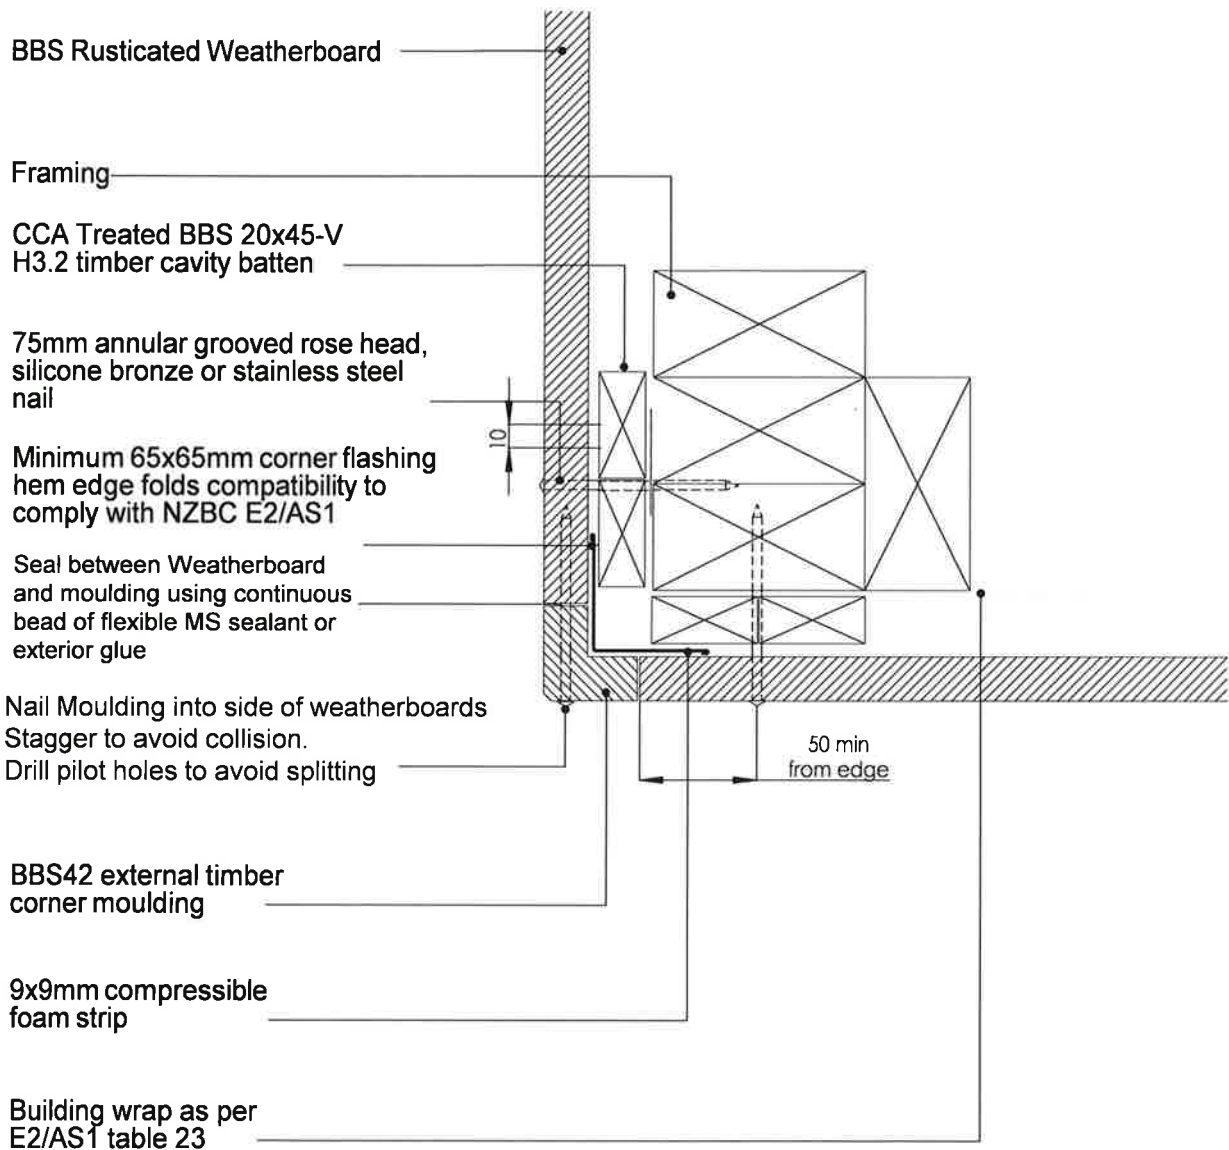 BBS Rusticated Weatherboard
Framing
CCA Treated BBS 20x45-V
H3.2 timber cavity batten
75mm annular grooved rose head,
silicone bronze or stainless steel
nail
10
Minimum 65x65mm corner flashing
hem edge folds compatibility to
comply with NZBC E2/AS1
Seal between Weatherboard
and moulding using continuous
bead of flexible MS sealant or
exterior glue
Nail Moulding into side of weatherboards
Stagger to avoid collision.
Drill pilot holes to avoid splitting
50 min
from edge
BBS42 external timber
corner moulding
9x9mm compressible
foam strip
Building wrap as per
E2/AS1 table 23